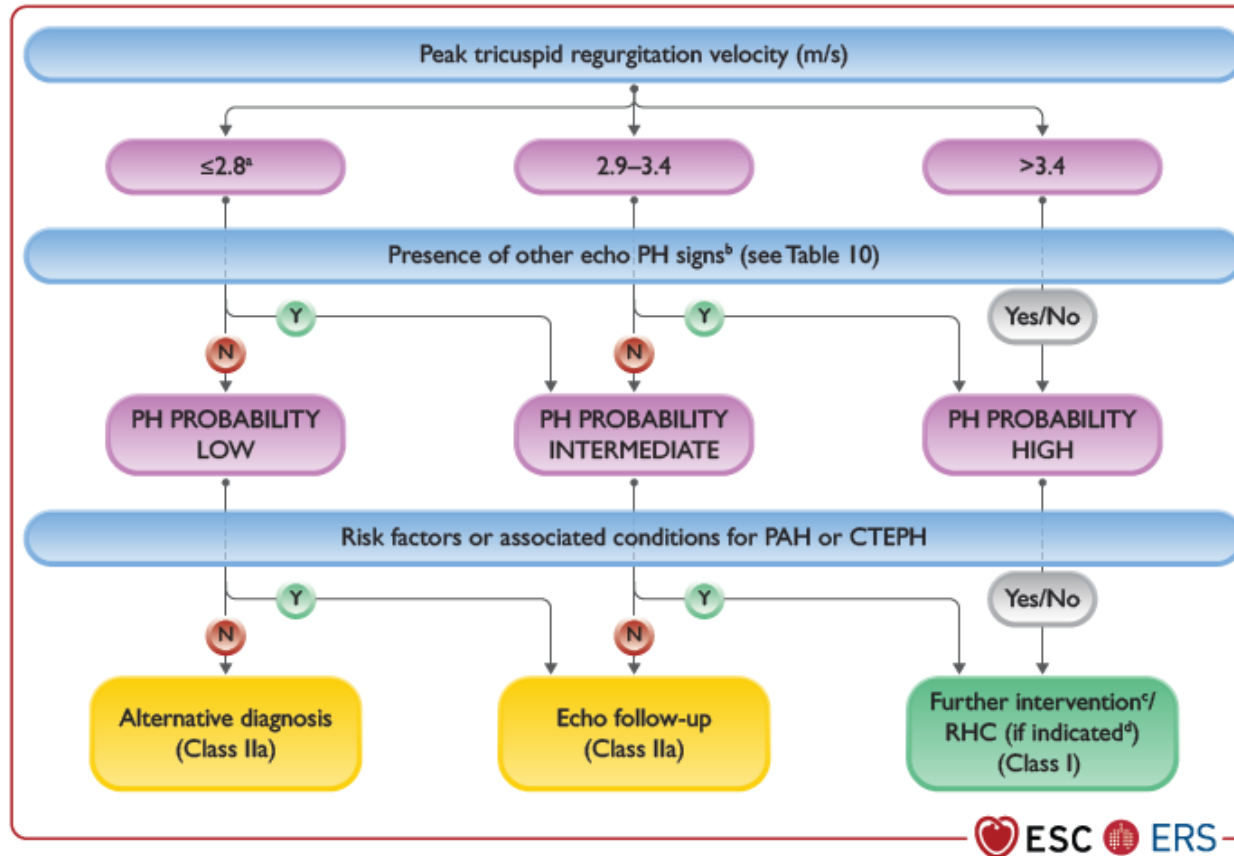 Peak tricuspid regurgitation velocity (m/s)
≤2.8ᵃ
2.9–3.4
>3.4
Presence of other echo PH signsᵇ (see Table 10)
Y
Y
Yes/No
N
N
PH PROBABILITY
LOW
PH PROBABILITY
INTERMEDIATE
PH PROBABILITY
HIGH
Risk factors or associated conditions for PAH or CTEPH
Y
Y
Yes/No
N
N
Alternative diagnosis
(Class IIa)
Echo follow-up
(Class IIa)
Further interventionᶜ/
RHC (if indicatedᵈ)
(Class I)
ESC ERS